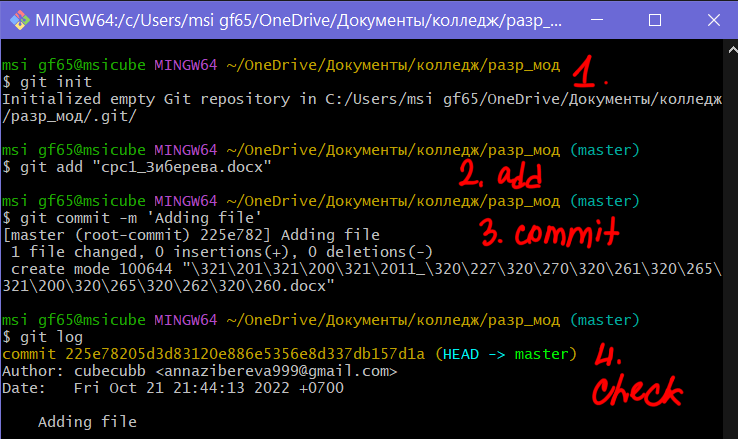 MINGW64:/c/Users/msi gf65/OneDrive/Документы/колледж/разр_...
msi gf65@msicube MINGW64 ~/OneDrive/Документы/колледж/разр_мод
1.
$ git init
Initialized empty Git repository in C:/Users/msi gf65/OneDrive/Документы/колледж
/разр_мод/.git/
msi gf65@msicube MINGW64 ~/OneDrive/Документы/колледж/разр_мод (master)
$ git add "срс1_Зиберева.docx"
2. add
msi gf65@msicube MINGW64 ~/OneDrive/Документы/колледж/разр_мод (master)
$ git commit -m 'Adding file'
3. commit
[master (root-commit) 225e782] Adding file
1 file changed, 0 insertions(+), 0 deletions(-)
create mode 100644 "\321\201\321\200\321\2011_\320\227\320\270\320\261\320\265\
321\200\320\265\320\262\320\260.docx"
msi gf65@msicube MINGW64 ~/OneDrive/Документы/колледж/разр_мод (master)
$ git log
commit 225e78205d3d83120e886e5356e8d337db157d1a (HEAD -> master)
4.
Author: cubecubb <annazibereva999@gmail.com>
check
Date: Fri Oct 21 21:44:13 2022 +0700
Adding file